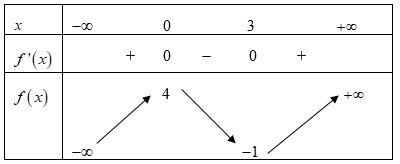 x −∞ 0 3 +∞
f'(x) + 0 − 0 +
f(x) −∞ 4 −1 +∞